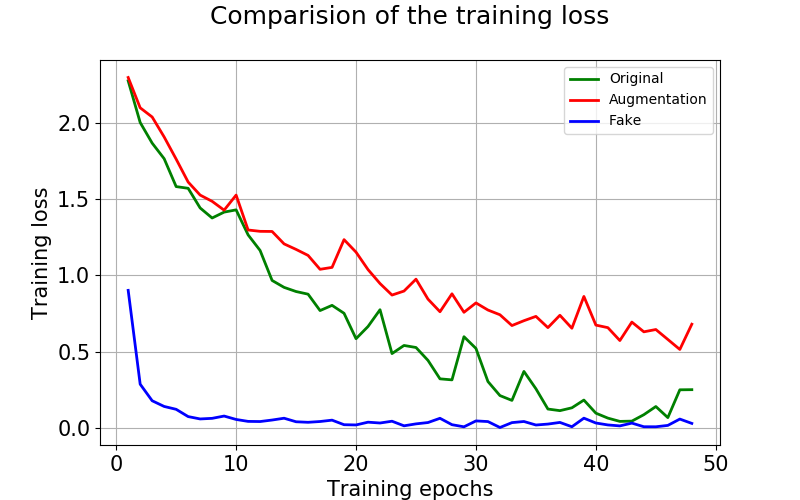 Comparision of the training loss
Original
Augmentation
Fake
2.0
1.5
1.0
0.5
0.0
Training loss
0 10 20 30 40 50
Training epochs